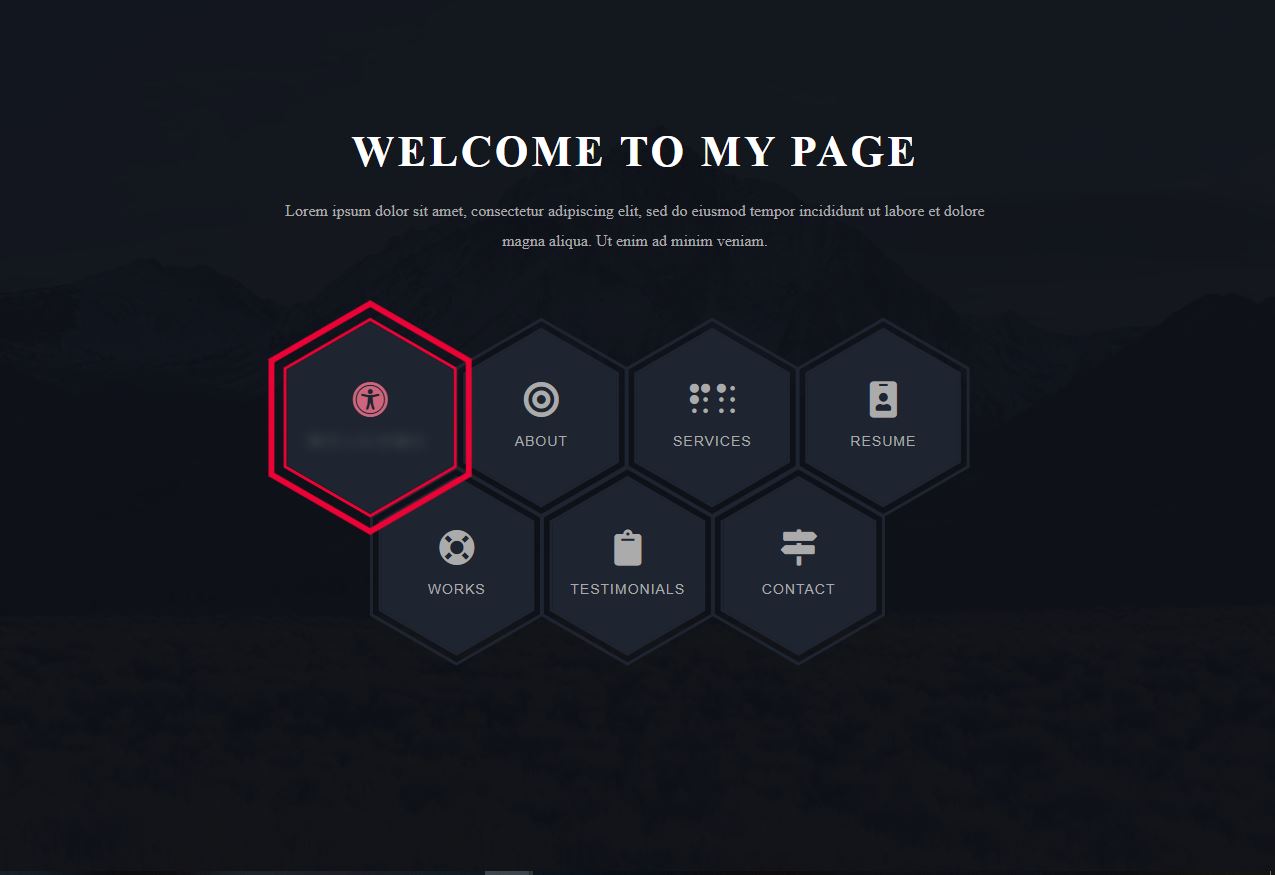 WELCOME TO MY PAGE
Lorem ipsum dolor sit amet, consectetur adipiscing elit, sed do eiusmod tempor incididunt ut labore et dolore
magna aliqua. Ut enim ad minim veniam.
ABOUT
SERVICES
RESUME
WORKS
TESTIMONIALS
CONTACT